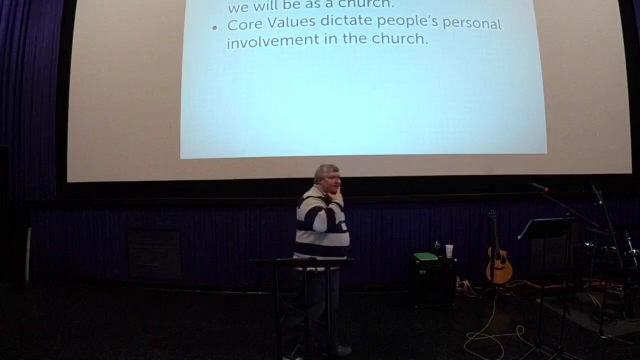 we will be as a church.
• Core Values dictate people's personal
involvement in the church.